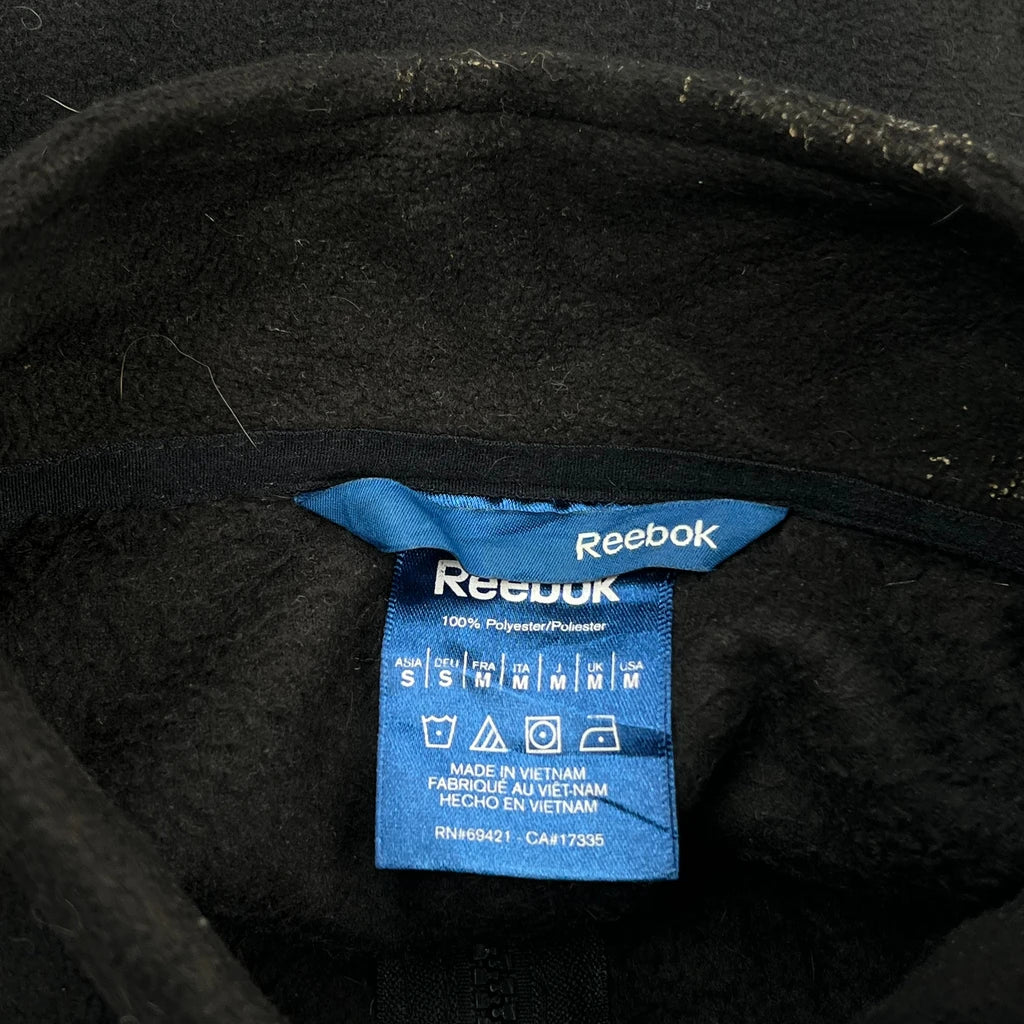 Reebok
Reebok
100% Polyester/Poliester
ASIA DEU FRA ITA J UK USA
S S M M M M M
MADE IN VIETNAM
FABRIQUÉ AU VIÊT-NAM
HECHO EN VIETNAM
RN#69421 - CA#17335